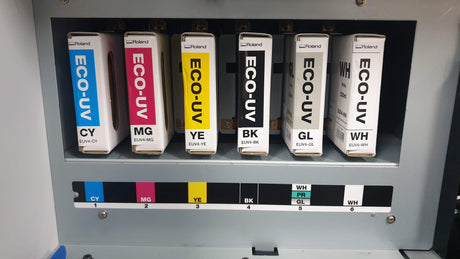 Roland
ECO-UV
CY
EUV4-CY
Roland
ECO-UV
MG
EUV4-MG
Roland
ECO-UV
YE
EUV4-YE
Roland
ECO-UV
BK
EUV4-BK
Roland
ECO-UV
GL
EUV4-GL
Roland
WH
ECO-UV
WH
EUV4-WH
CY
1
MG
2
YE
3
BK
4
WH
PR
GL
5
WH
6